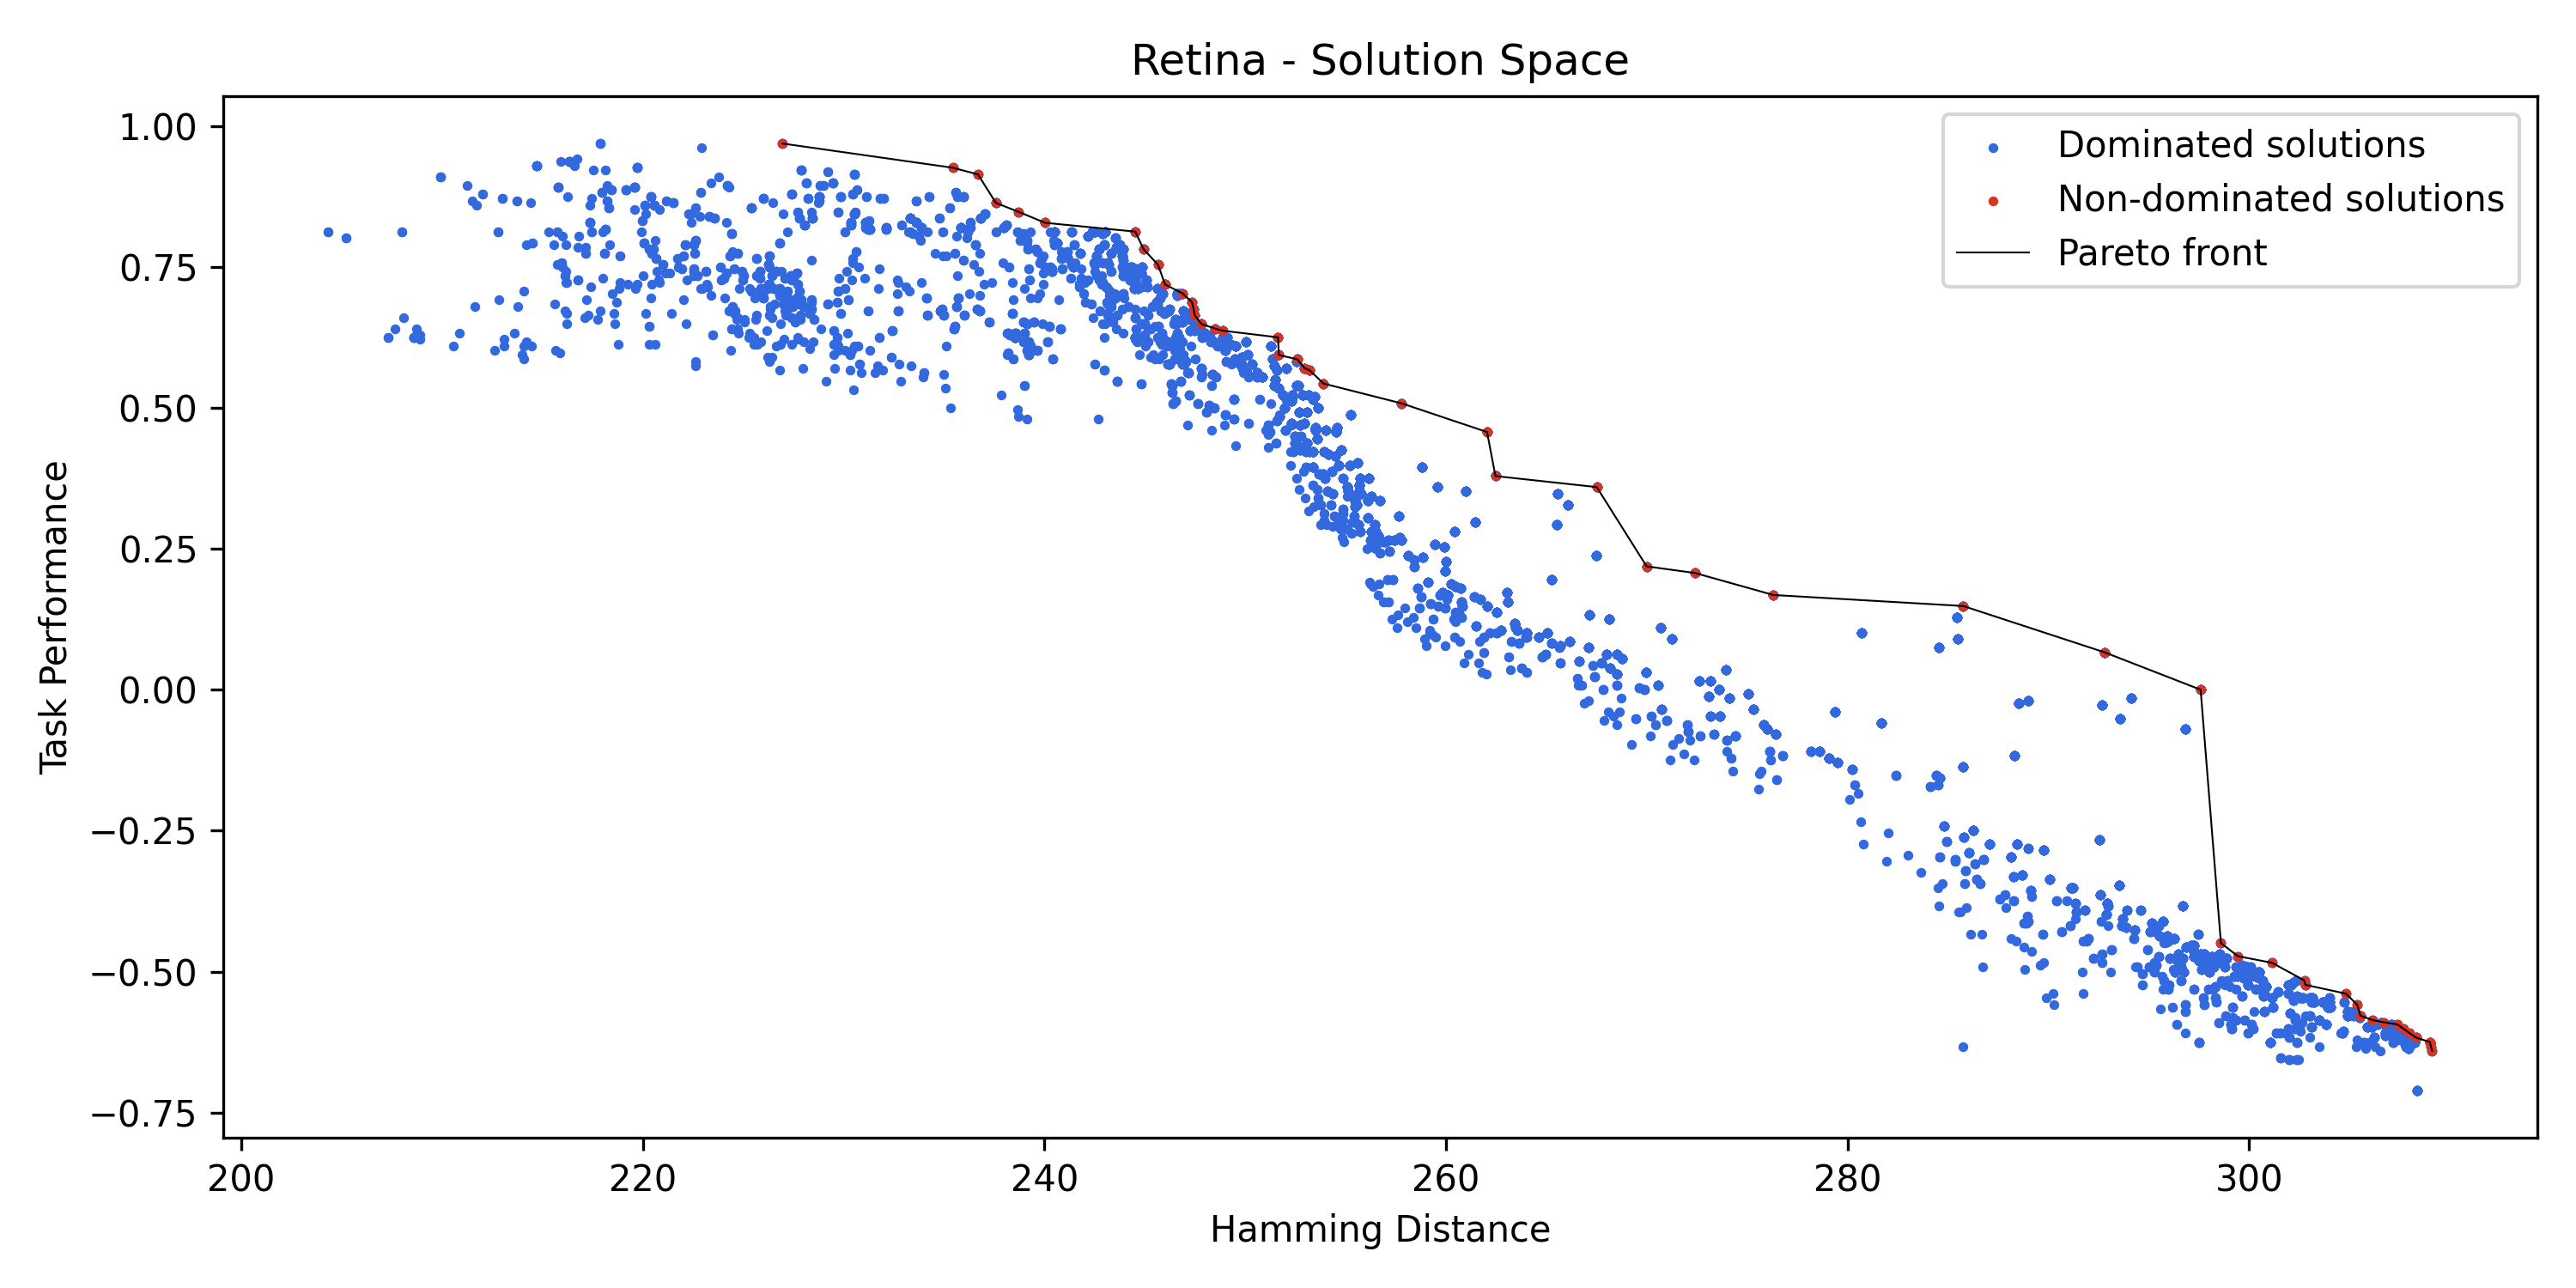 Retina - Solution Space
Dominated solutions
Non-dominated solutions
Pareto front
Task Performance
1.00
0.75
0.50
0.25
0.00
−0.25
−0.50
−0.75
200 220 240 260 280 300
Hamming Distance